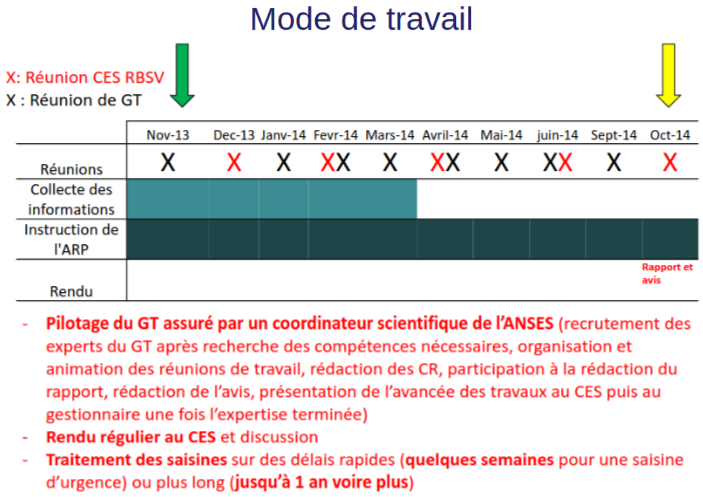 Mode de travail
X: Réunion CES RBSV
X : Réunion de GT
Nov-13 Dec-13 Janv-14 Fevr-14 Mars-14 Avril-14 Mai-14 juin-14 Sept-14 Oct-14
Réunions X X X XX X XX X XX X X
Collecte des
informations
Instruction de
l'ARP
Rapport et
avis
Rendu
- Pilotage du GT assuré par un coordinateur scientifique de l'ANSES (recrutement des
experts du GT après recherche des compétences nécessaires, organisation et
animation des réunions de travail, rédaction des CR, participation à la rédaction du
rapport, rédaction de l'avis, présentation de l'avancée des travaux au CES puis au
gestionnaire une fois l'expertise terminée)
- Rendu régulier au CES et discussion
- Traitement des saisines sur des délais rapides (quelques semaines pour une saisine
d'urgence) ou plus long (jusqu'à 1 an voire plus)